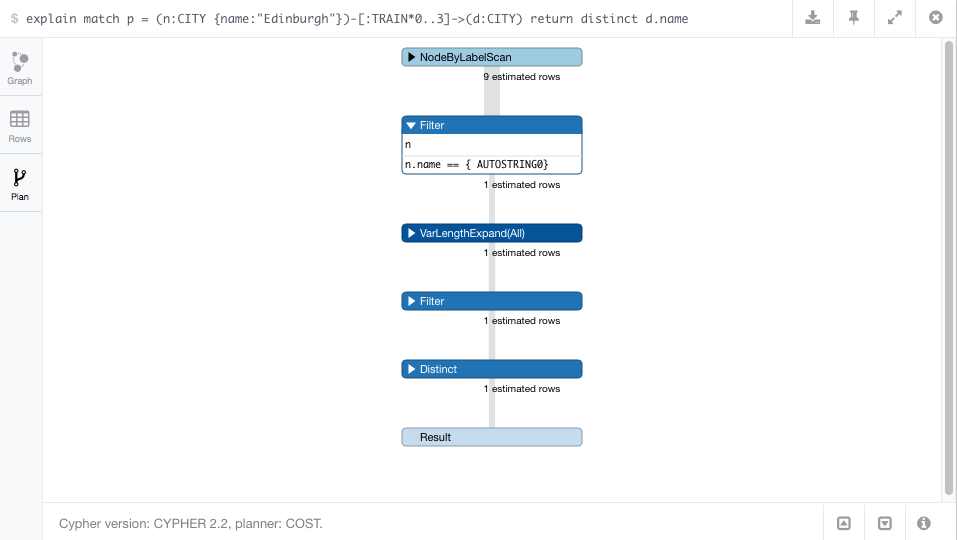 $ explain match p = (n:CITY {name:"Edinburgh"})-[:TRAIN*0..3]->(d:CITY) return distinct d.name
Graph
Rows
Plan
NodeByLabelScan
9 estimated rows
Filter
n
n.name == { AUTOSTRING0}
1 estimated rows
VarLengthExpand(All)
1 estimated rows
Filter
1 estimated rows
Distinct
1 estimated rows
Result
Cypher version: CYPHER 2.2, planner: COST.